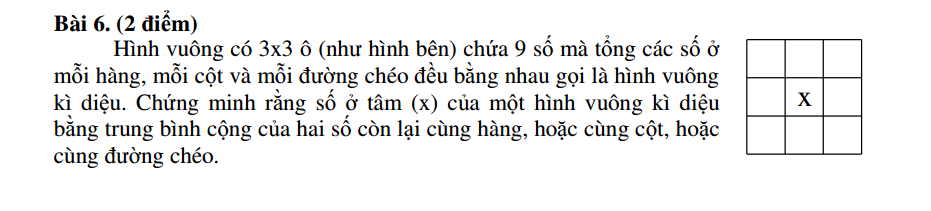 Bài 6. (2 điểm)
Hình vuông có 3x3 ô (như hình bên) chứa 9 số mà tổng các số ở
mỗi hàng, mỗi cột và mỗi đường chéo đều bằng nhau gọi là hình vuông
kì diệu. Chứng minh rằng số ở tâm (x) của một hình vuông kì diệu
bằng trung bình cộng của hai số còn lại cùng hàng, hoặc cùng cột, hoặc
cùng đường chéo.
x